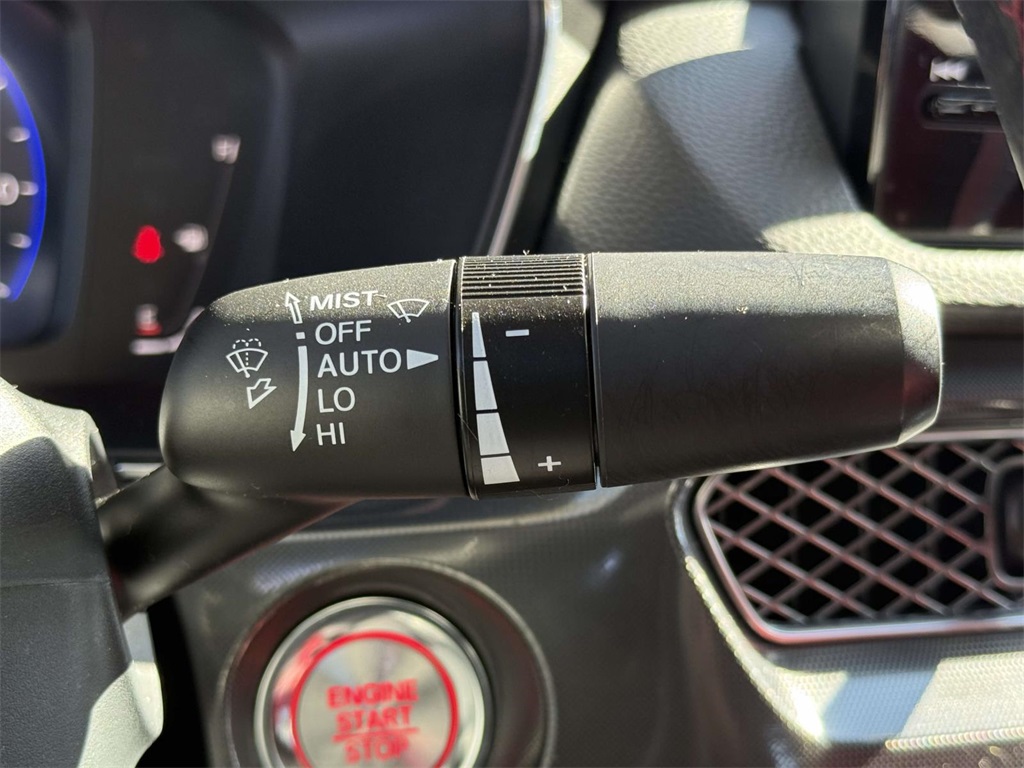 MIST
OFF
AUTO
LO
HI
−
+
ENGINE
START
STOP